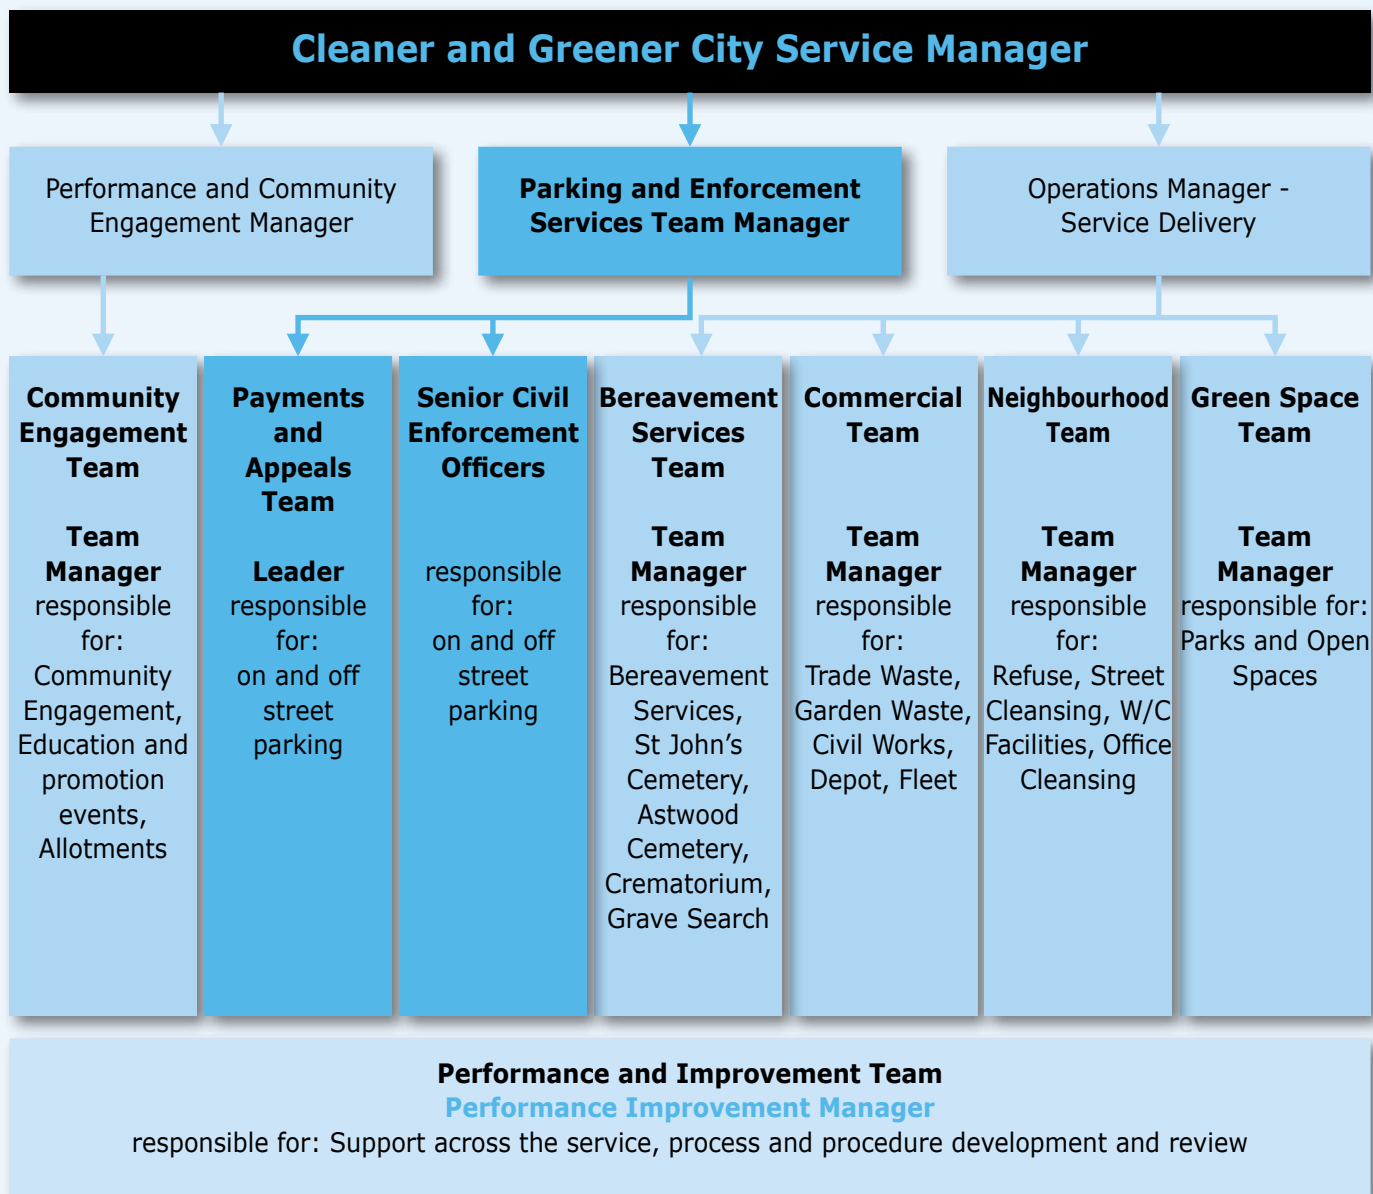 Cleaner and Greener City Service Manager
Performance and Community
Engagement Manager
Parking and Enforcement
Services Team Manager
Operations Manager -
Service Delivery
Community
Engagement
Team
Team
Manager
responsible
for:
Community
Engagement,
Education and
promotion
events,
Allotments
Payments
and
Appeals
Team
Leader
responsible
for:
on and off
street
parking
Senior Civil
Enforcement
Officers
responsible
for:
on and off
street
parking
Bereavement
Services
Team
Team
Manager
responsible
for:
Bereavement
Services,
St John’s
Cemetery,
Astwood
Cemetery,
Crematorium,
Grave Search
Commercial
Team
Team
Manager
responsible
for:
Trade Waste,
Garden Waste,
Civil Works,
Depot, Fleet
Neighbourhood
Team
Team
Manager
responsible
for:
Refuse, Street
Cleansing, W/C
Facilities, Office
Cleansing
Green Space
Team
Team
Manager
responsible for:
Parks and Open
Spaces
Performance and Improvement Team
Performance Improvement Manager
responsible for: Support across the service, process and procedure development and review